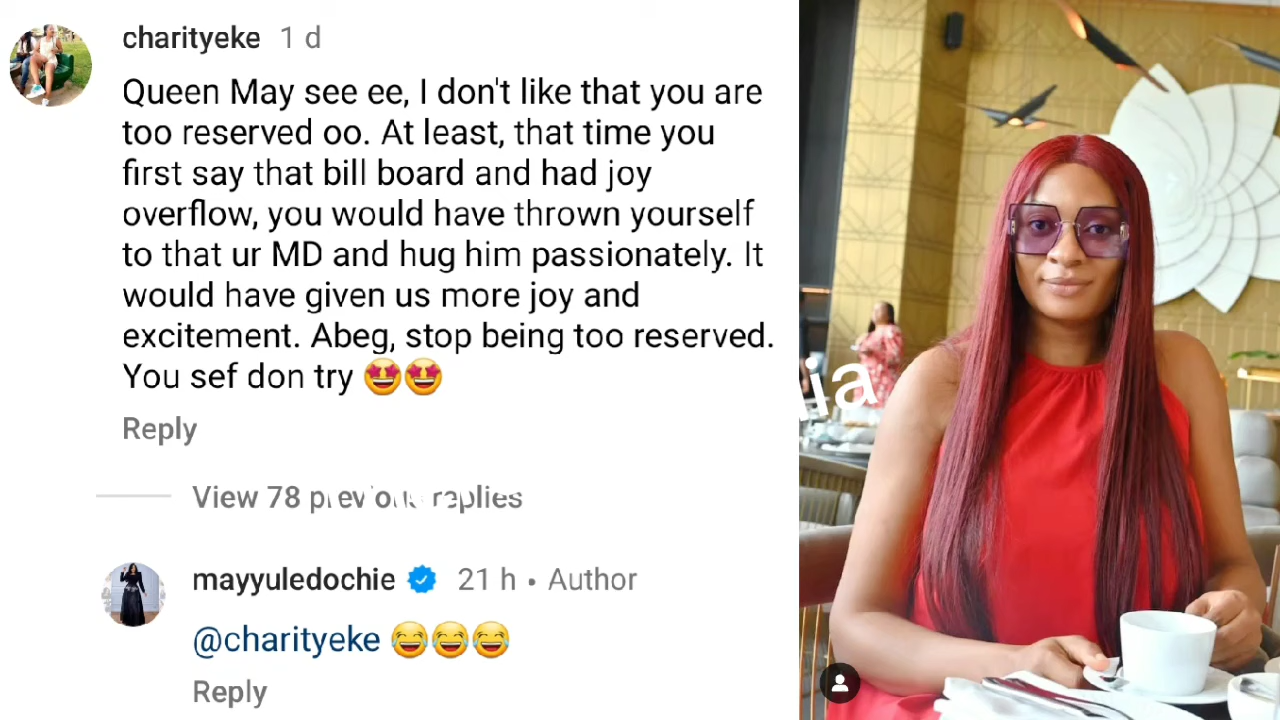 charityeke 1 d
Queen May see ee, I don't like that you are
too reserved oo. At least, that time you
first say that bill board and had joy
overflow, you would have thrown yourself
to that ur MD and hug him passionately. It
would have given us more joy and
excitement. Abeg, stop being too reserved.
You sef don try 🤩🤩
Reply
View 78 previous replies
mayyuledochie 21 h • Author
@charityeke 😂😂😂
Reply
dia